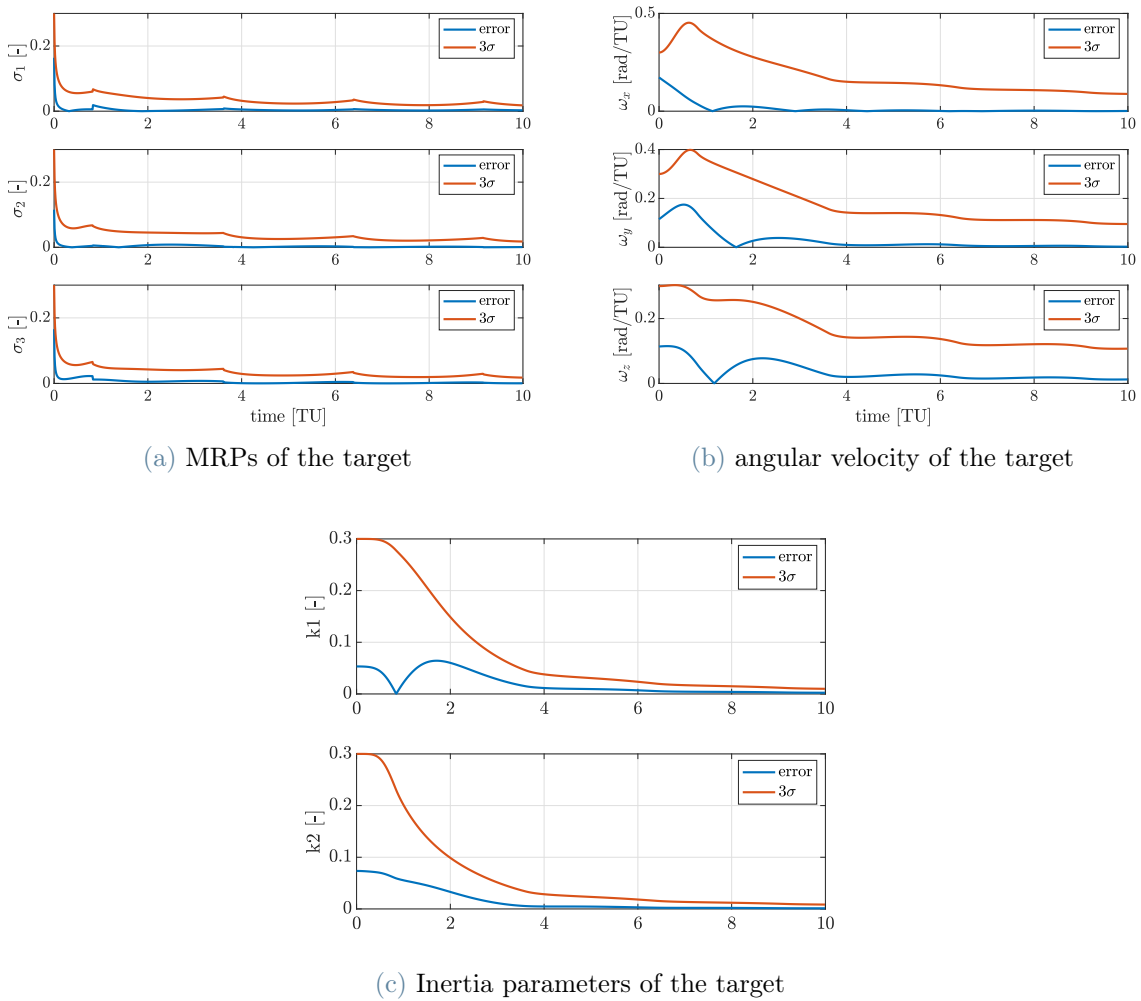 0.2
0
σ1 [-]
error
3σ
0 2 4 6 8 10
0.2
0
σ2 [-]
error
3σ
0 2 4 6 8 10
0.2
0
σ3 [-]
error
3σ
0 2 4 6 8 10
time [TU]
(a) MRPs of the target
0.5
0
ωx [rad/TU]
error
3σ
0 2 4 6 8 10
0.4
0.2
0
ωy [rad/TU]
error
3σ
0 2 4 6 8 10
0.2
0
ωz [rad/TU]
error
3σ
0 2 4 6 8 10
time [TU]
(b) angular velocity of the target
0.3
0.2
0.1
0
k1 [-]
error
3σ
0 2 4 6 8 10
0.3
0.2
0.1
0
k2 [-]
error
3σ
0 2 4 6 8 10
(c) Inertia parameters of the target